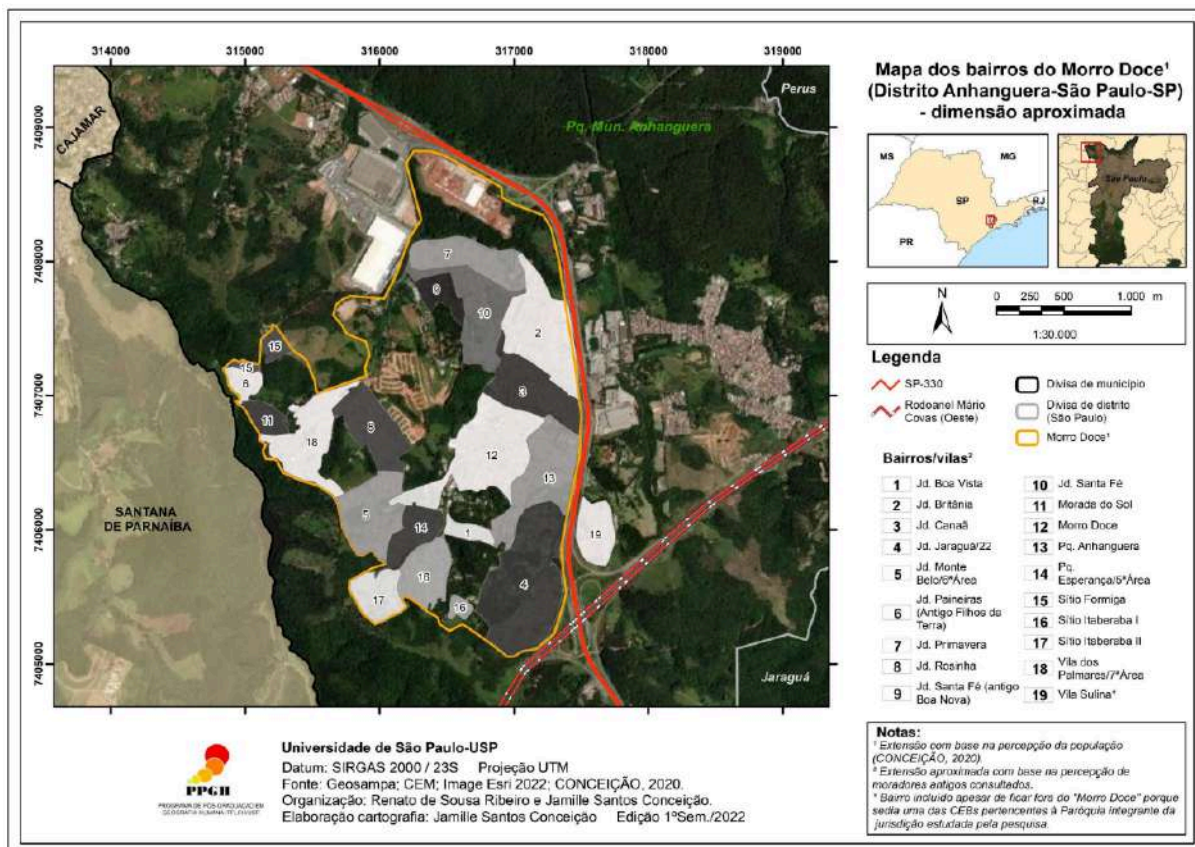 314000 315000 316000 317000 318000 319000
7409000
7408000
7407000
7406000
7405000
CAJAMAR
SANTANA
DE PARNAÍBA
Perus
Pq. Mun. Anhanguera
Jaraguá
7
9
10
2
15
15
6
11
18
8
3
12
13
5
14
1
19
18
4
17
16
Mapa dos bairros do Morro Doce¹
(Distrito Anhanguera-São Paulo-SP)
- dimensão aproximada
MS
MG
SP
RJ
PR
São Paulo
N
0 250 500 1.000 m
1:30.000
Legenda
SP-330
Rodoanel Mário
Covas (Oeste)
Divisa de município
Divisa de distrito
(São Paulo)
Morro Doce¹
Bairros/vilas²
1 Jd. Boa Vista
2 Jd. Britânia
3 Jd. Canaã
4 Jd. Jaraguá/22
5 Jd. Monte
Belo/6ªÁrea
6 Jd. Paineiras
(Antigo Filhos da
Terra)
7 Jd. Primavera
8 Jd. Rosinha
9 Jd. Santa Fé (antigo
Boa Nova)
10 Jd. Santa Fé
11 Morada do Sol
12 Morro Doce
13 Pq. Anhanguera
14 Pq.
Esperança/5ªÁrea
15 Sítio Formiga
16 Sítio Itaberaba I
17 Sítio Itaberaba II
18 Vila dos
Palmares/7ªÁrea
19 Vila Sulina*
Notas:
¹ Extensão com base na percepção da população
(CONCEIÇÃO, 2020).
² Extensão aproximada com base na percepção de
moradores antigos consultados.
* Bairro incluído apesar de ficar fora do "Morro Doce" porque
sedia uma das CEBs pertencentes à Paróquia integrante da
jurisdição estudada pela pesquisa.
PPGH
PROGRAMA DE PÓS-GRADUAÇÃO EM
GEOGRAFIA HUMANA
Universidade de São Paulo-USP
Datum: SIRGAS 2000 / 23S Projeção UTM
Fonte: Geosampa; CEM; Image Esri 2022; CONCEIÇÃO, 2020.
Organização: Renato de Sousa Ribeiro e Jamille Santos Conceição.
Elaboração cartografia: Jamille Santos Conceição Edição 1ºSem./2022